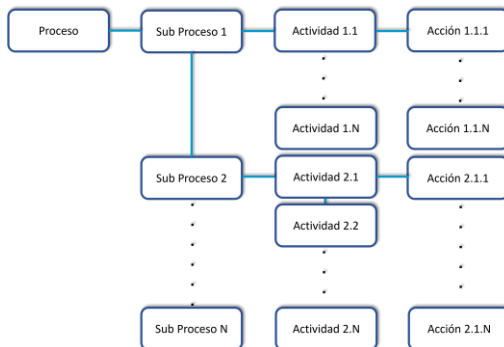 Proceso
Sub Proceso 1
Actividad 1.1
Acción 1.1.1
Actividad 1.N
Acción 1.1.N
Sub Proceso 2
Actividad 2.1
Acción 2.1.1
Actividad 2.2
Sub Proceso N
Actividad 2.N
Acción 2.1.N